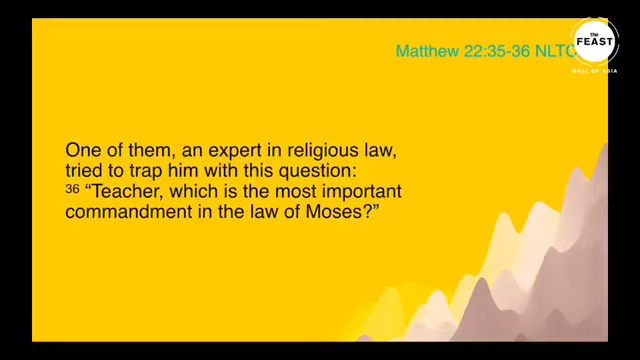 Matthew 22:35-36 NLTC
the
FEAST
MALL OF ASIA
One of them, an expert in religious law,
tried to trap him with this question:
36 “Teacher, which is the most important
commandment in the law of Moses?”